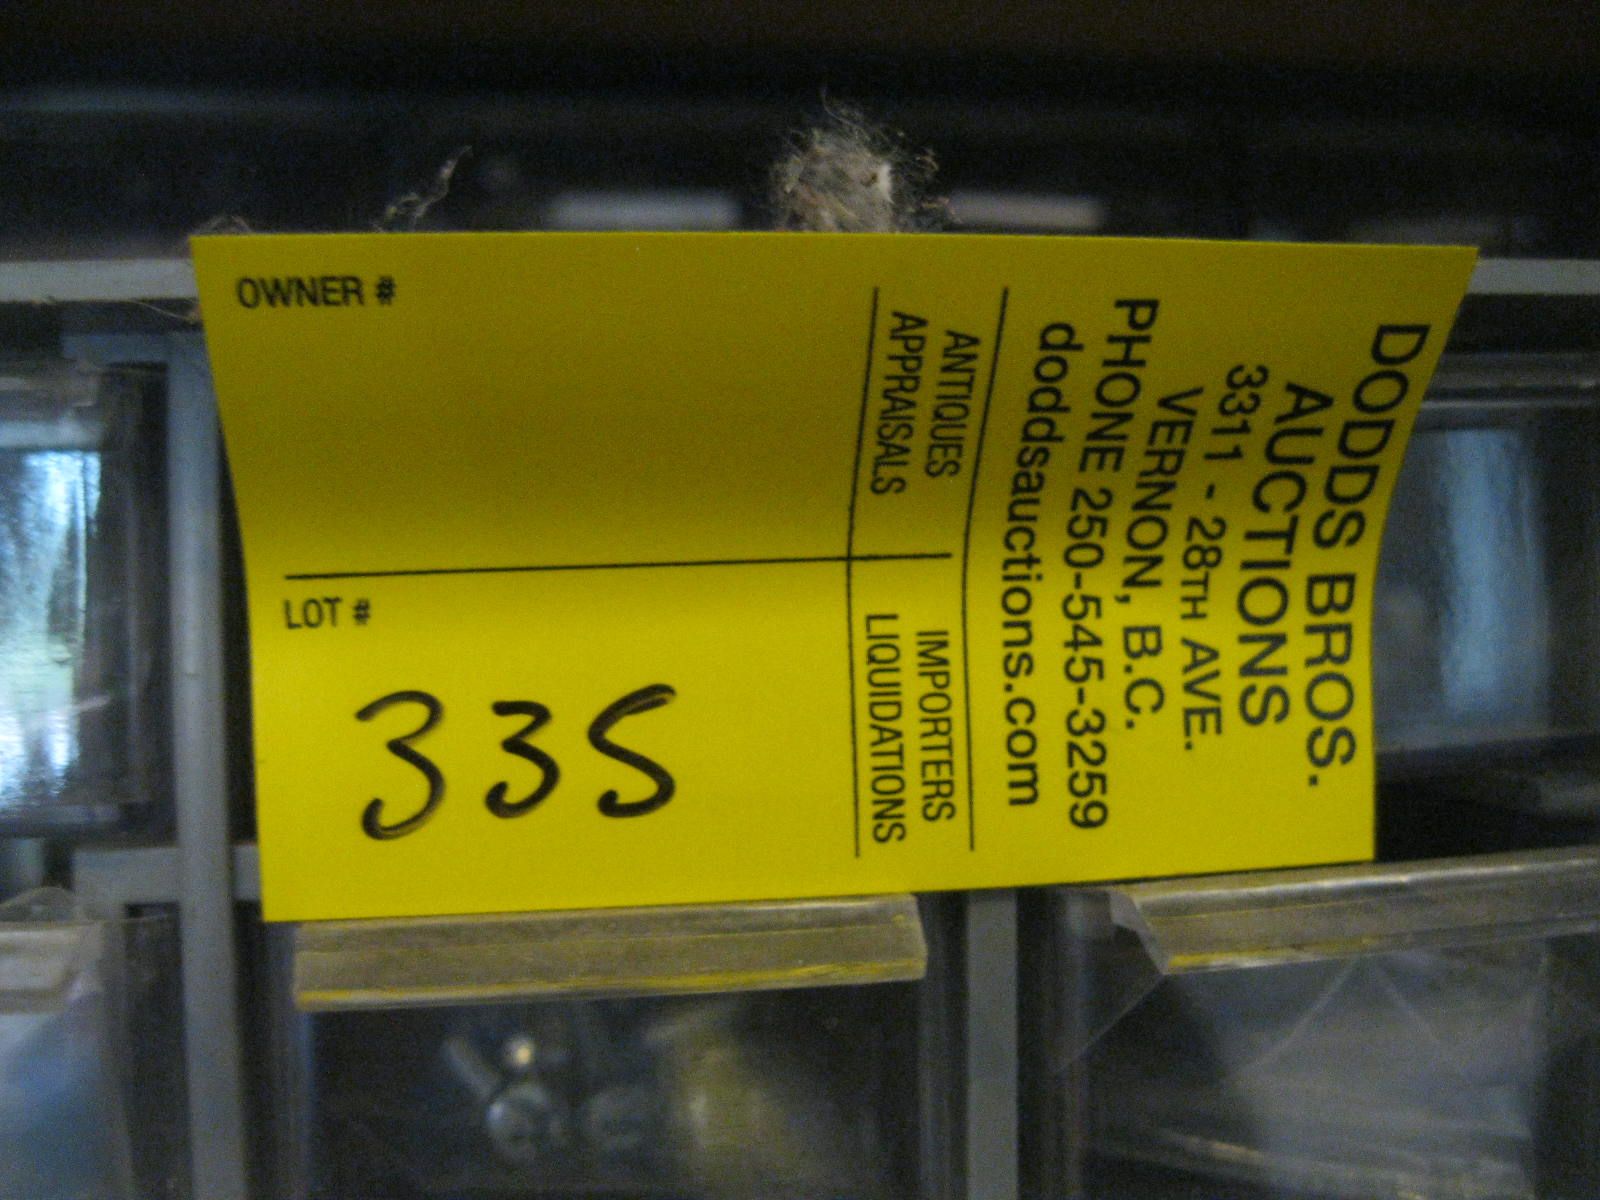 DODDS BROS.
AUCTIONS
3311 - 28TH AVE.
VERNON, B.C.
PHONE 250-545-3259
doddsauctions.com
ANTIQUES
APPRAISALS
IMPORTERS
LIQUIDATIONS
OWNER #
LOT #
335